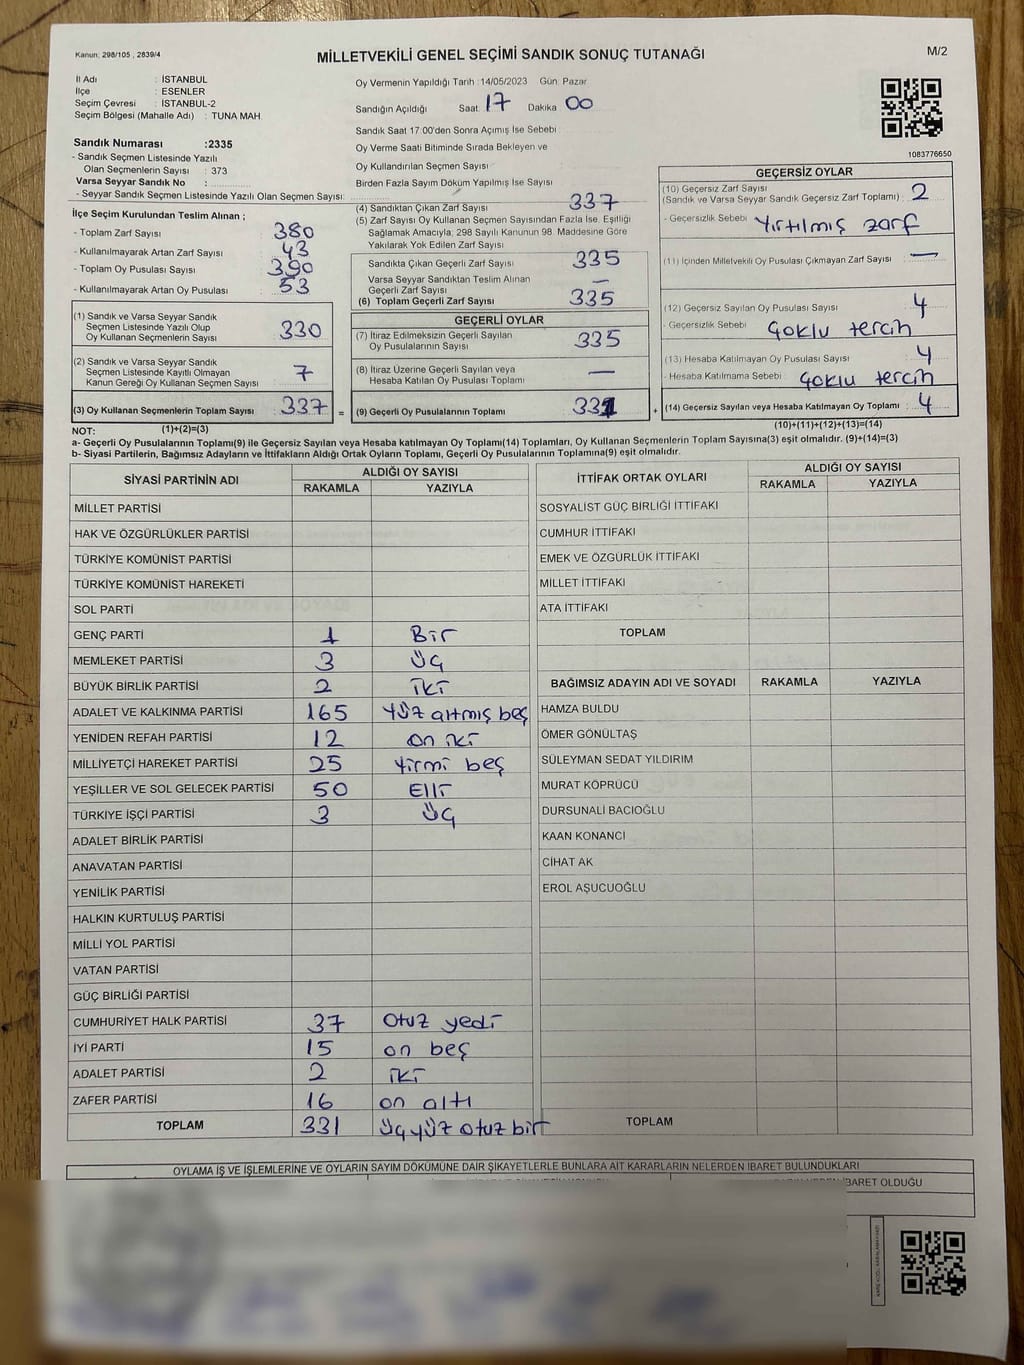 Kanun: 298/105 , 2839/4
MİLLETVEKİLİ GENEL SEÇİMİ SANDIK SONUÇ TUTANAĞI
M/2
İl Adı : İSTANBUL
İlçe : ESENLER
Seçim Çevresi : İSTANBUL-2
Seçim Bölgesi (Mahalle Adı) : TUNA MAH.
Sandık Numarası :2335
- Sandık Seçmen Listesinde Yazılı
Olan Seçmenlerin Sayısı : 373
Varsa Seyyar Sandık No :
- Seyyar Sandık Seçmen Listesinde Yazılı Olan Seçmen Sayısı:
Oy Vermenin Yapıldığı Tarih :14/05/2023 Gün: Pazar
Sandığın Açıldığı Saat 17 Dakika 00
Sandık Saat 17:00'den Sonra Açımış İse Sebebi
Oy Verme Saati Bitiminde Sırada Bekleyen ve
Oy Kullandırılan Seçmen Sayısı
Birden Fazla Sayım Döküm Yapılmış İse Sayısı
1083776650
İlçe Seçim Kurulundan Teslim Alınan ;
- Toplam Zarf Sayısı 380
- Kullanılmayarak Artan Zarf Sayısı 43
- Toplam Oy Pusulası Sayısı 390
- Kullanılmayarak Artan Oy Pusulası 53
(1) Sandık ve Varsa Seyyar Sandık
Seçmen Listesinde Yazılı Olup
Oy Kullanan Seçmenlerin Sayısı 330
(2) Sandık ve Varsa Seyyar Sandık
Seçmen Listesinde Kayıtlı Olmayan
Kanun Gereği Oy Kullanan Seçmen Sayısı 7
(3) Oy Kullanan Seçmenlerin Toplam Sayısı 337 =
(1)+(2)=(3)
(4) Sandıktan Çıkan Zarf Sayısı 337
(5) Zarf Sayısı Oy Kullanan Seçmen Sayısından Fazla İse, Eşitliği
Sağlamak Amacıyla, 298 Sayılı Kanunun 98. Maddesine Göre
Yakılarak Yok Edilen Zarf Sayısı
Sandıkta Çıkan Geçerli Zarf Sayısı 335
Varsa Seyyar Sandıktan Teslim Alınan
Geçerli Zarf Sayısı —
(6) Toplam Geçerli Zarf Sayısı 335
GEÇERLİ OYLAR
(7) İtiraz Edilmeksizin Geçerli Sayılan
Oy Pusulalarının Sayısı 335
(8) İtiraz Üzerine Geçerli Sayılan veya
Hesaba Katılan Oy Pusulası Toplamı —
(9) Geçerli Oy Pusulalarının Toplamı 331 +
GEÇERSİZ OYLAR
(10) Geçersiz Zarf Sayısı
(Sandık ve Varsa Seyyar Sandık Geçersiz Zarf Toplamı) : 2
- Geçersizlik Sebebi Yırtılmış zarf
(11) İçinden Milletvekili Oy Pusulası Çıkmayan Zarf Sayısı —
(12) Geçersiz Sayılan Oy Pusulası Sayısı 4
- Geçersizlik Sebebi Çoklu tercih
(13) Hesaba Katılmayan Oy Pusulası Sayısı 4
- Hesaba Katılmama Sebebi Çoklu tercih
(14) Geçersiz Sayılan veya Hesaba Katılmayan Oy Toplamı : 4
(10)+(11)+(12)+(13)=(14)
NOT:
a- Geçerli Oy Pusulalarının Toplamı(9) ile Geçersiz Sayılan veya Hesaba katılmayan Oy Toplamı(14) Toplamları, Oy Kullanan Seçmenlerin Toplam Sayısına(3) eşit olmalıdır. (9)+(14)=(3)
b- Siyasi Partilerin, Bağımsız Adayların ve İttifakların Aldığı Ortak Oyların Toplamı, Geçerli Oy Pusulalarının Toplamına(9) eşit olmalıdır.
SİYASİ PARTİNİN ADI ALDIĞI OY SAYISI
RAKAMLA YAZIYLA
MİLLET PARTİSİ
HAK VE ÖZGÜRLÜKLER PARTİSİ
TÜRKİYE KOMÜNİST PARTİSİ
TÜRKİYE KOMÜNİST HAREKETİ
SOL PARTİ
GENÇ PARTİ 1 Bir
MEMLEKET PARTİSİ 3 üç
BÜYÜK BİRLİK PARTİSİ 2 iki
ADALET VE KALKINMA PARTİSİ 165 Yüz altmış beş
YENİDEN REFAH PARTİSİ 12 on iki
MİLLİYETÇİ HAREKET PARTİSİ 25 Yirmi beş
YEŞİLLER VE SOL GELECEK PARTİSİ 50 Elli
TÜRKİYE İŞÇİ PARTİSİ 3 üç
ADALET BİRLİK PARTİSİ
ANAVATAN PARTİSİ
YENİLİK PARTİSİ
HALKIN KURTULUŞ PARTİSİ
MİLLİ YOL PARTİSİ
VATAN PARTİSİ
GÜÇ BİRLİĞİ PARTİSİ
CUMHURİYET HALK PARTİSİ 37 Otuz yedi
İYİ PARTİ 15 on beş
ADALET PARTİSİ 2 iki
ZAFER PARTİSİ 16 on altı
TOPLAM 331 üçyüz otuz bir
İTTİFAK ORTAK OYLARI ALDIĞI OY SAYISI
RAKAMLA YAZIYLA
SOSYALİST GÜÇ BİRLİĞİ İTTİFAKI
CUMHUR İTTİFAKI
EMEK VE ÖZGÜRLÜK İTTİFAKI
MİLLET İTTİFAKI
ATA İTTİFAKI
TOPLAM
BAĞIMSIZ ADAYIN ADI VE SOYADI RAKAMLA YAZIYLA
HAMZA BULDU
ÖMER GÖNÜLTAŞ
SÜLEYMAN SEDAT YILDIRIM
MURAT KÖPRÜCÜ
DURSUNALİ BACIOĞLU
KAAN KONANCI
CİHAT AK
EROL AŞUCUOĞLU
TOPLAM
OYLAMA İŞ VE İŞLEMLERİNE VE OYLARIN SAYIM DÖKÜMÜNE DAİR ŞİKAYETLERLE BUNLARA AİT KARARLARIN NELERDEN İBARET BULUNDUKLARI
İBARET OLDUĞU